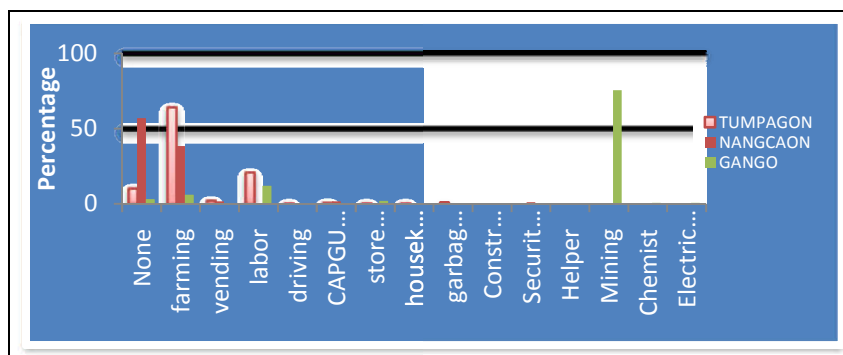 100
50
0
Percentage
None
farming
vending
labor
driving
CAPGU...
store...
housek...
garbag...
Constr...
Securit...
Helper
Mining
Chemist
Electric...
TUMPAGON
NANGCAON
GANGO